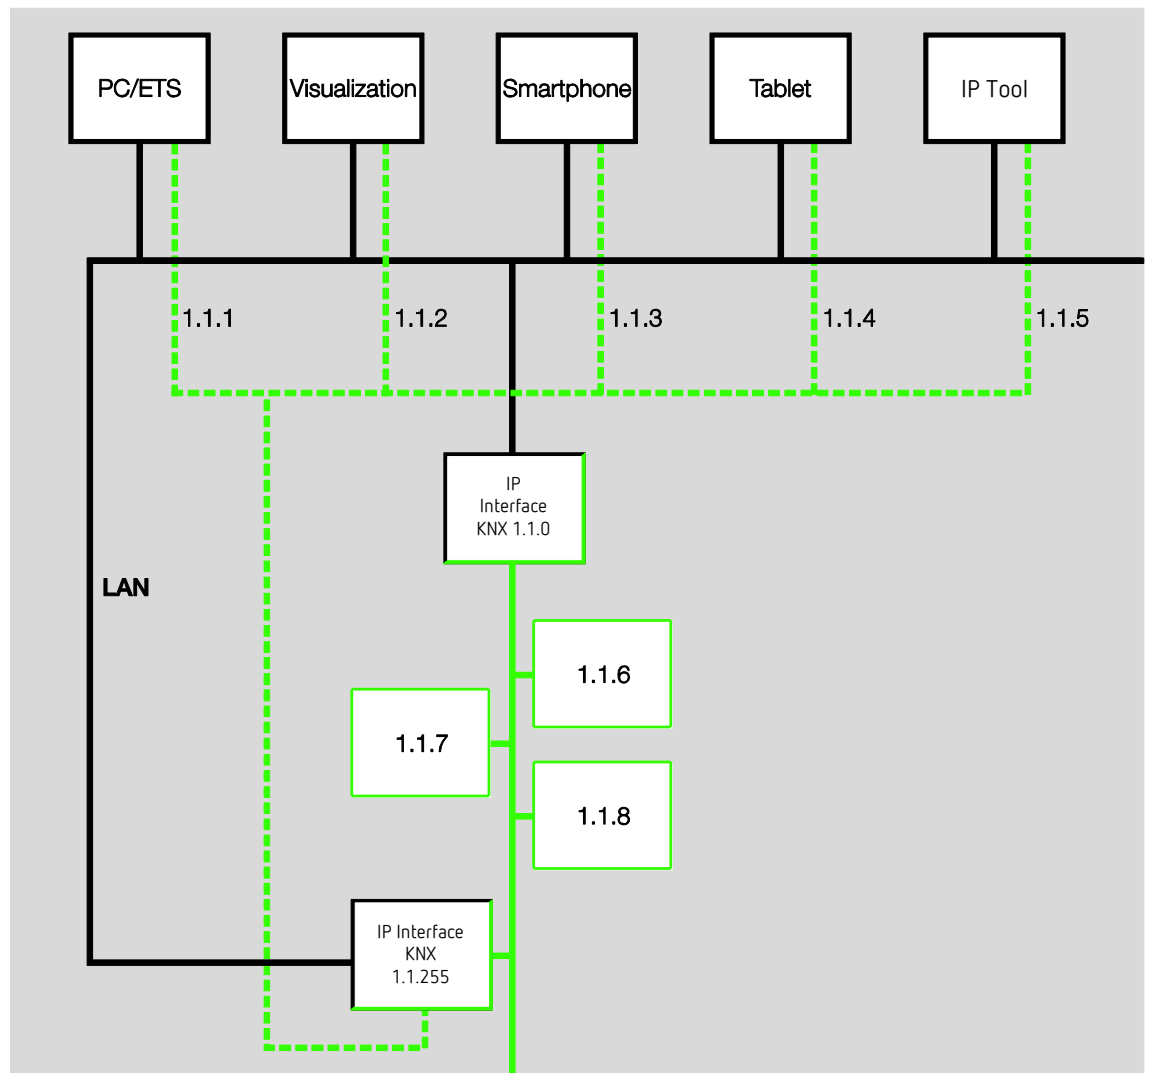 PC/ETS
Visualization
Smartphone
Tablet
IP Tool
1.1.1
1.1.2
1.1.3
1.1.4
1.1.5
IP
Interface
KNX 1.1.0
LAN
1.1.6
1.1.7
1.1.8
IP Interface
KNX
1.1.255